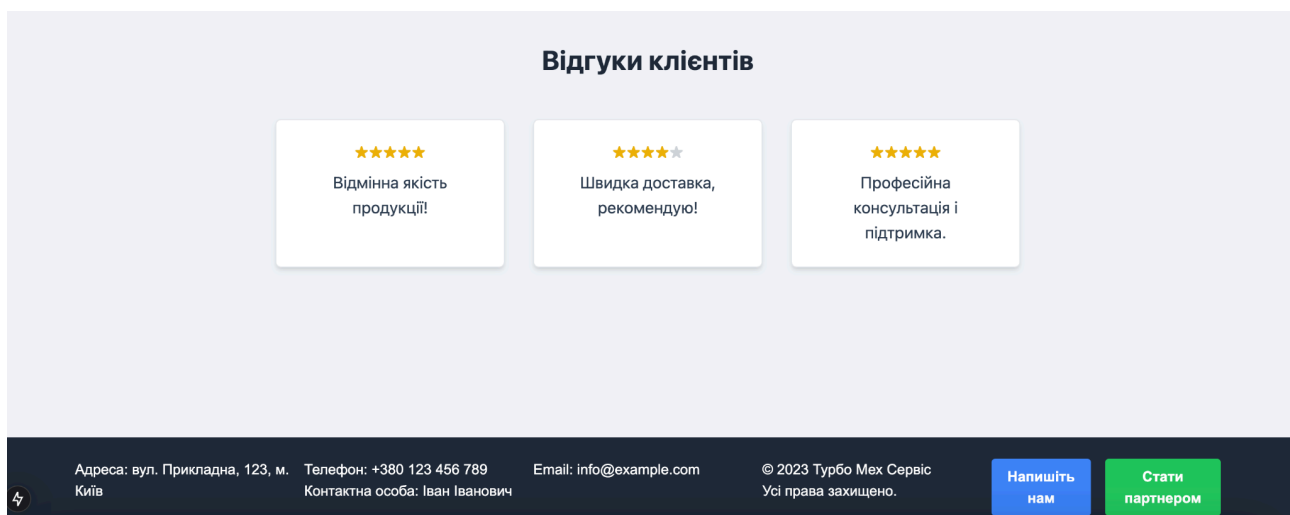 Відгуки клієнтів
Відмінна якість
продукції!
Швидка доставка,
рекомендую!
Професійна
консультація і
підтримка.
Адреса: вул. Прикладна, 123, м.
Київ
Телефон: +380 123 456 789
Контактна особа: Іван Іванович
Email: info@example.com
© 2023 Турбо Мех Сервіс
Усі права захищено.
Напишіть
нам
Стати
партнером